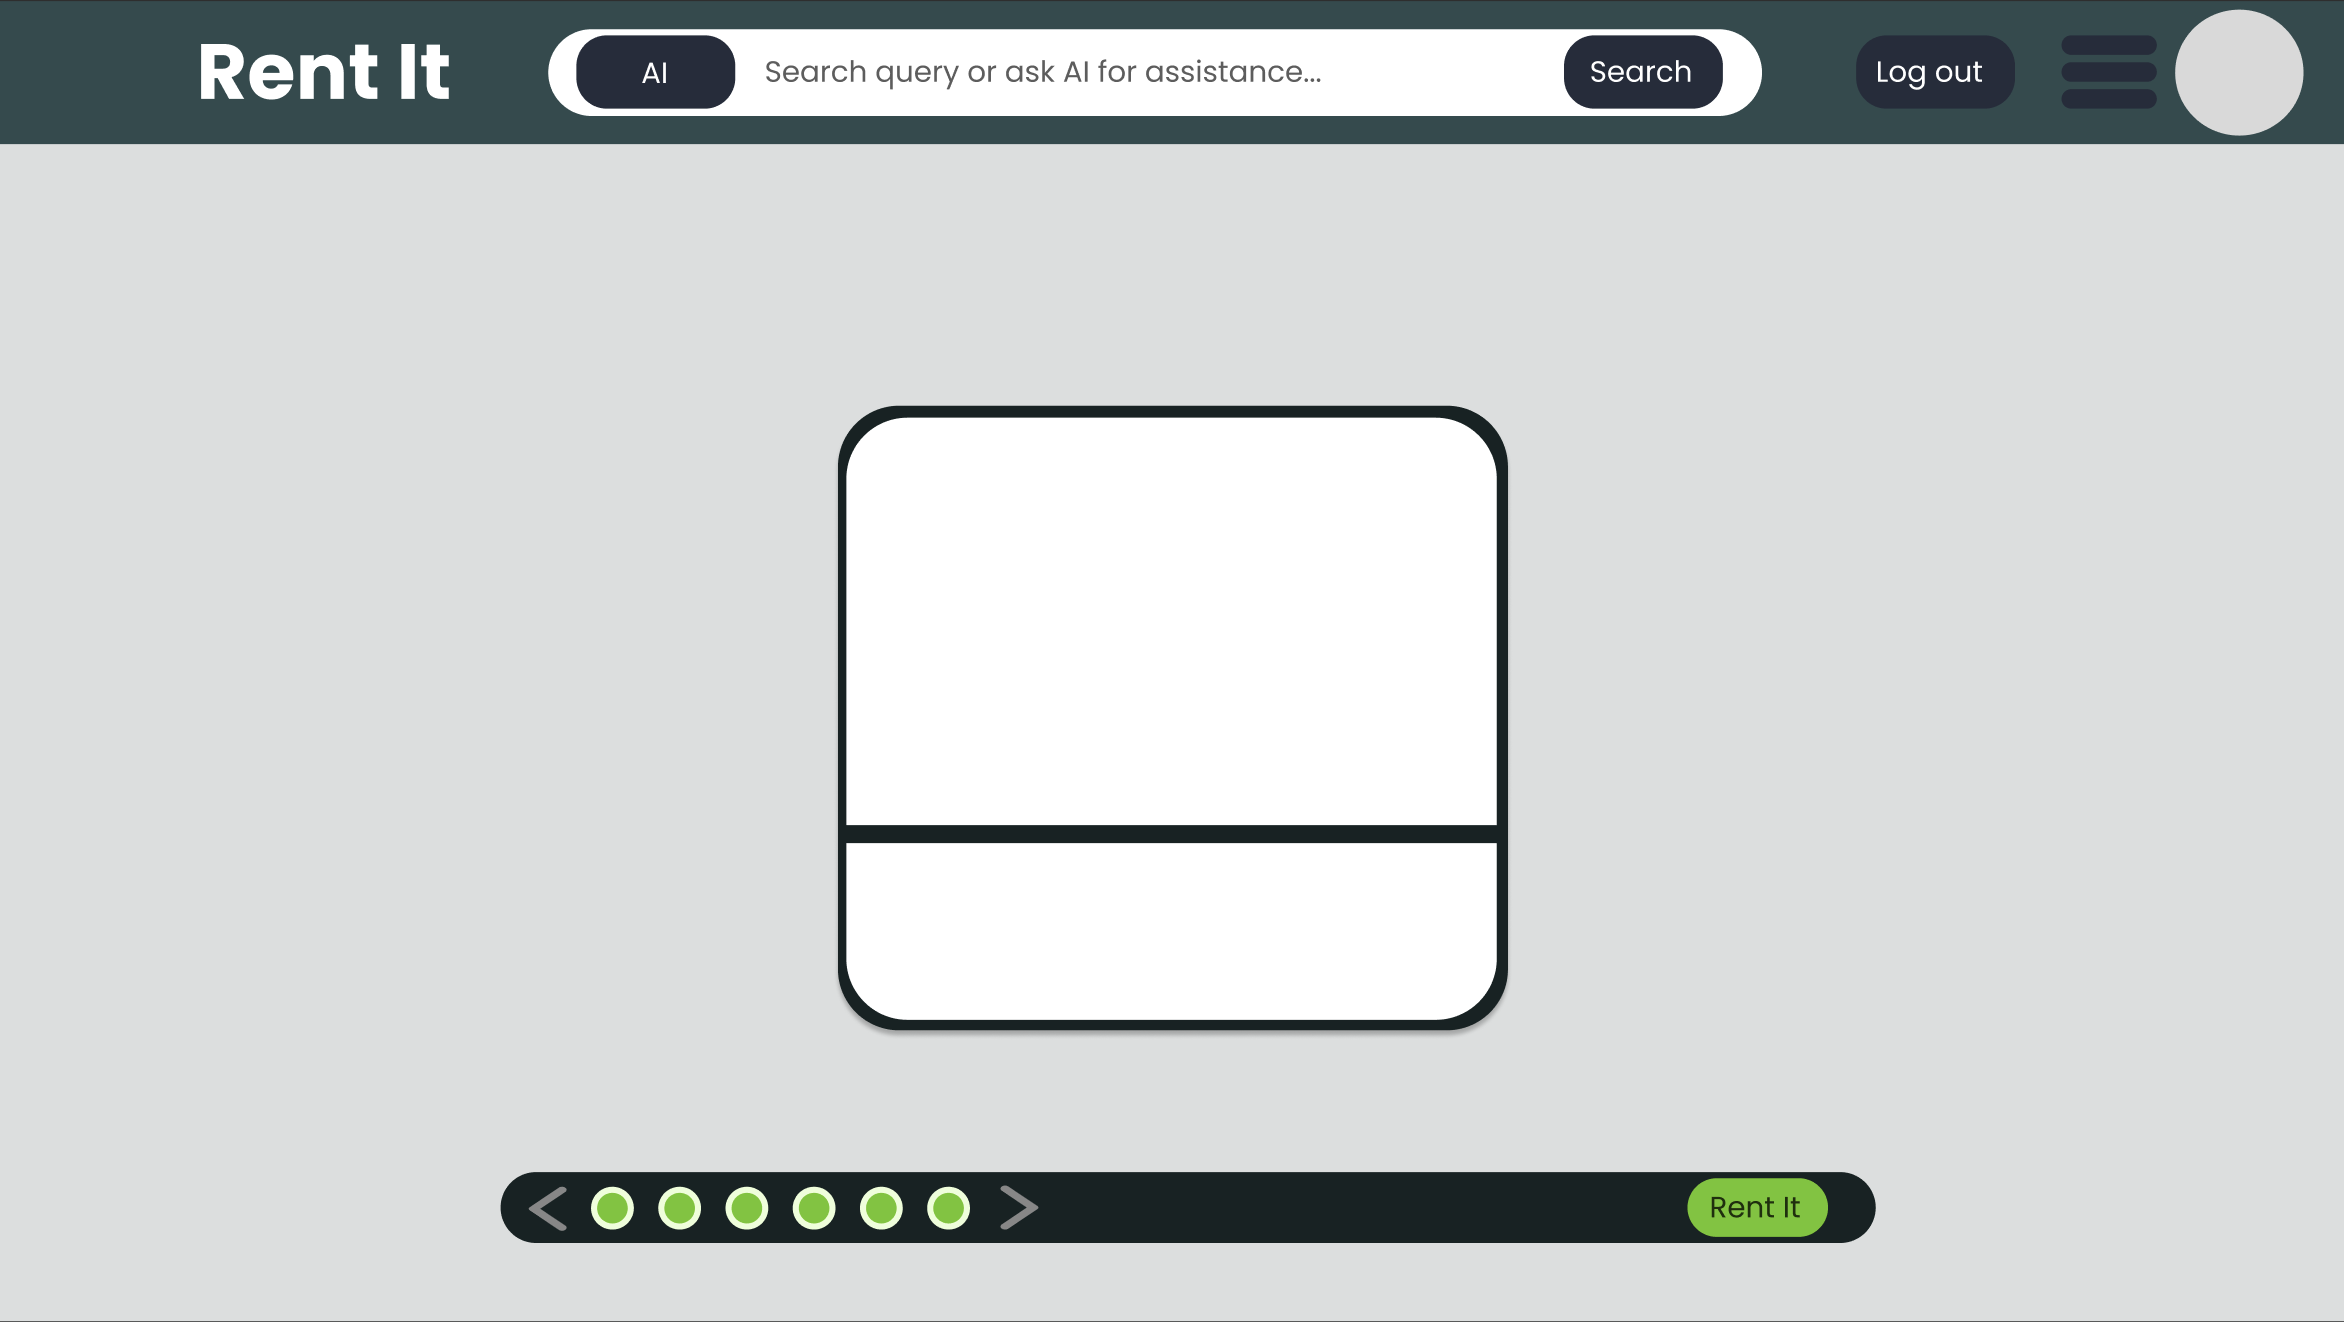 Rent It
AI
Search query or ask AI for assistance...
Search
Log out
Rent It